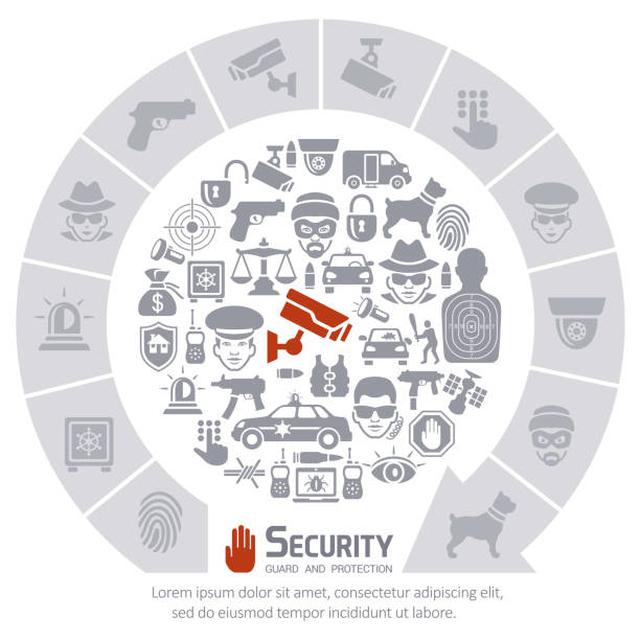 SECURITY
GUARD AND PROTECTION
Lorem ipsum dolor sit amet, consectetur adipiscing elit,
sed do eiusmod tempor incididunt ut labore.